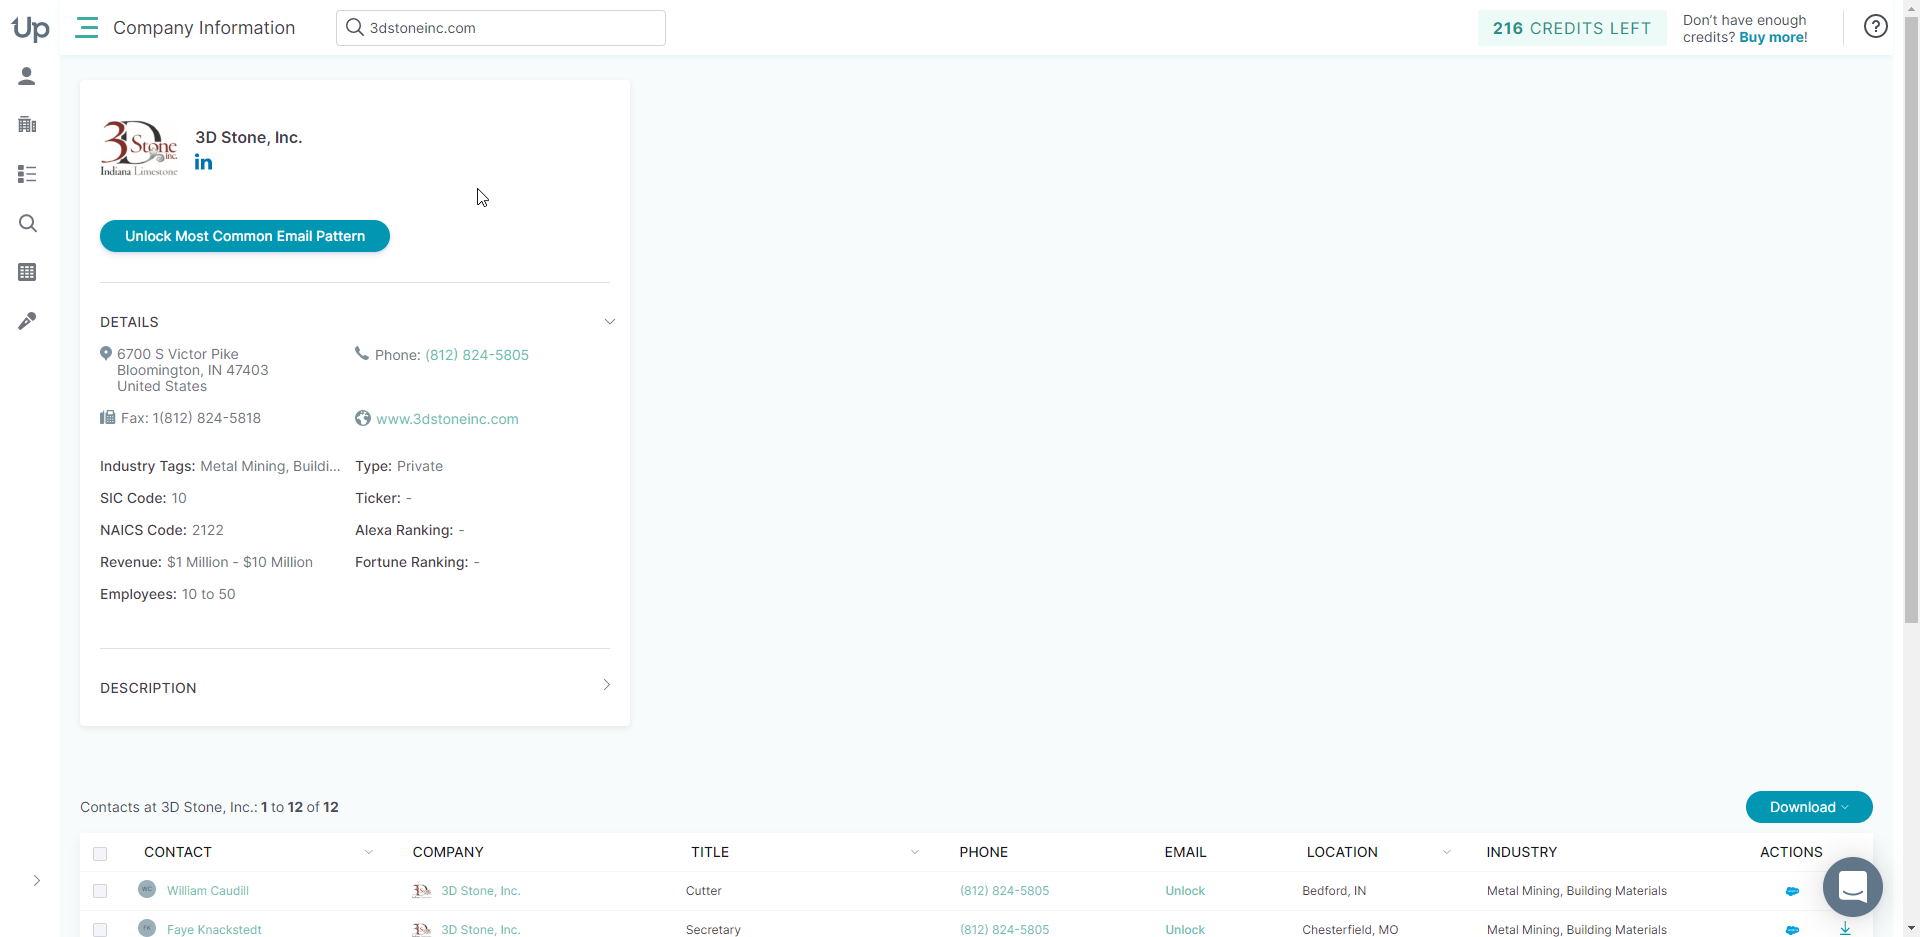 Up
Company Information
3dstoneinc.com
216 CREDITS LEFT
Don't have enough
credits? Buy more!
?
3D Stone inc.
Indiana Limestone
3D Stone, Inc.
in
Unlock Most Common Email Pattern
DETAILS
6700 S Victor Pike
Bloomington, IN 47403
United States
Phone: (812) 824-5805
Fax: 1(812) 824-5818
www.3dstoneinc.com
Industry Tags: Metal Mining, Buildi...
Type: Private
SIC Code: 10
Ticker: -
NAICS Code: 2122
Alexa Ranking: -
Revenue: $1 Million - $10 Million
Fortune Ranking: -
Employees: 10 to 50
DESCRIPTION
Contacts at 3D Stone, Inc.: 1 to 12 of 12
Download
CONTACT COMPANY TITLE PHONE EMAIL LOCATION INDUSTRY ACTIONS
WC William Caudill 3D Stone, Inc. Cutter (812) 824-5805 Unlock Bedford, IN Metal Mining, Building Materials
FK Faye Knackstedt 3D Stone, Inc. Secretary (812) 824-5805 Unlock Chesterfield, MO Metal Mining, Building Materials